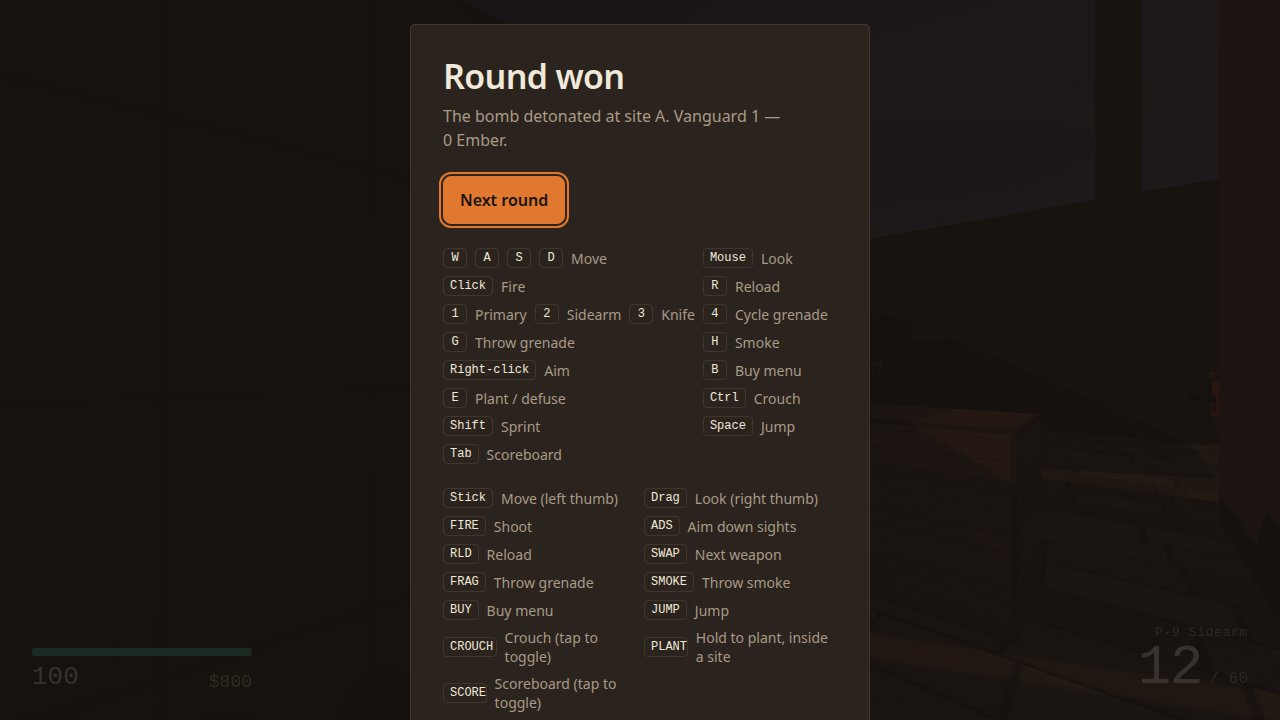 Round won
The bomb detonated at site A. Vanguard 1 —
0 Ember.
Next round
W A S D Move Mouse Look
Click Fire R Reload
1 Primary 2 Sidearm 3 Knife 4 Cycle grenade
G Throw grenade H Smoke
Right-click Aim B Buy menu
E Plant / defuse Ctrl Crouch
Shift Sprint Space Jump
Tab Scoreboard
Stick Move (left thumb) Drag Look (right thumb)
FIRE Shoot ADS Aim down sights
RLD Reload SWAP Next weapon
FRAG Throw grenade SMOKE Throw smoke
BUY Buy menu JUMP Jump
CROUCH Crouch (tap to
toggle)
PLANT Hold to plant, inside
a site
SCORE Scoreboard (tap to
toggle)
100 $800
P-9 Sidearm
12 / 60